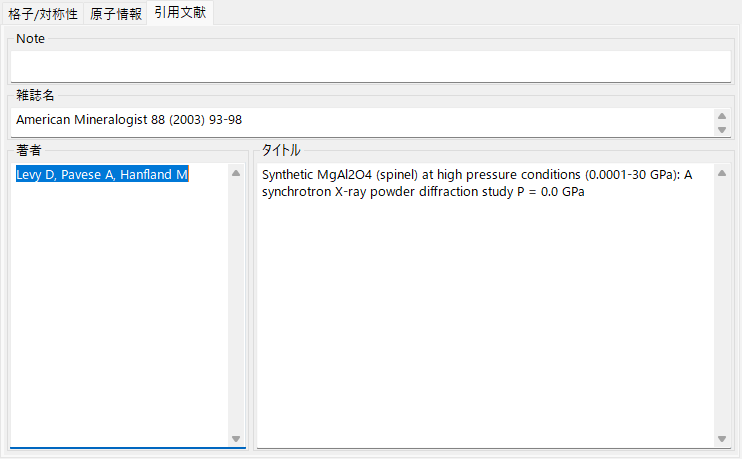 格子/対称性 原子情報 引用文献
Note
雑誌名
American Mineralogist 88 (2003) 93-98
著者
Levy D, Pavese A, Hanfland M
タイトル
Synthetic MgAl2O4 (spinel) at high pressure conditions (0.0001-30 GPa): A
synchrotron X-ray powder diffraction study P = 0.0 GPa